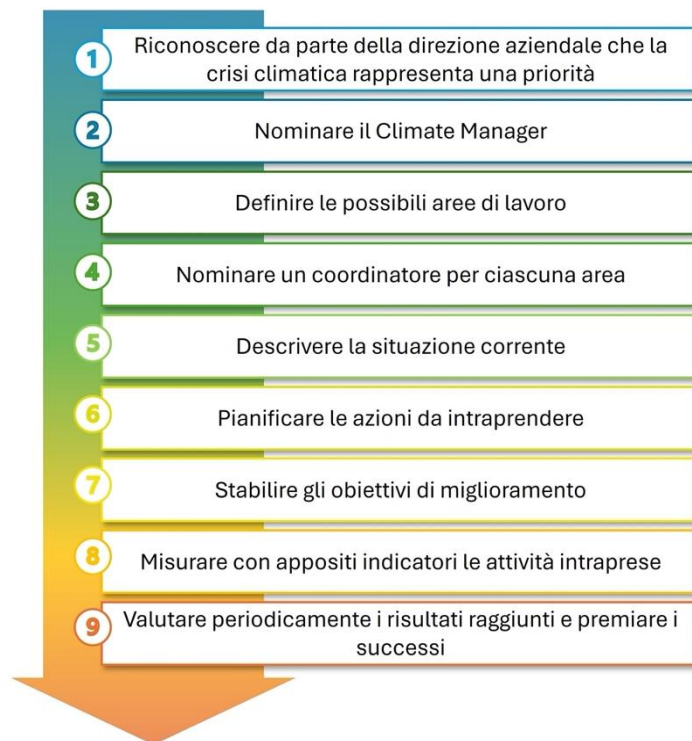 1
Riconoscere da parte della direzione aziendale che la
crisi climatica rappresenta una priorità
2
Nominare il Climate Manager
3
Definire le possibili aree di lavoro
4
Nominare un coordinatore per ciascuna area
5
Descrivere la situazione corrente
6
Pianificare le azioni da intraprendere
7
Stabilire gli obiettivi di miglioramento
8
Misurare con appositi indicatori le attività intraprese
9
Valutare periodicamente i risultati raggiunti e premiare i
successi